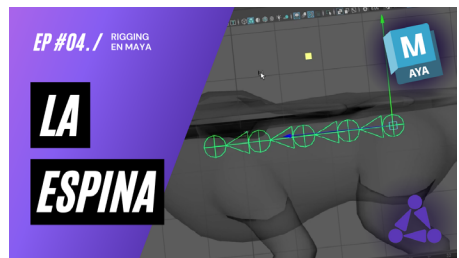 EP #04. / RIGGING
EN MAYA
LA
ESPINA
M
AYA